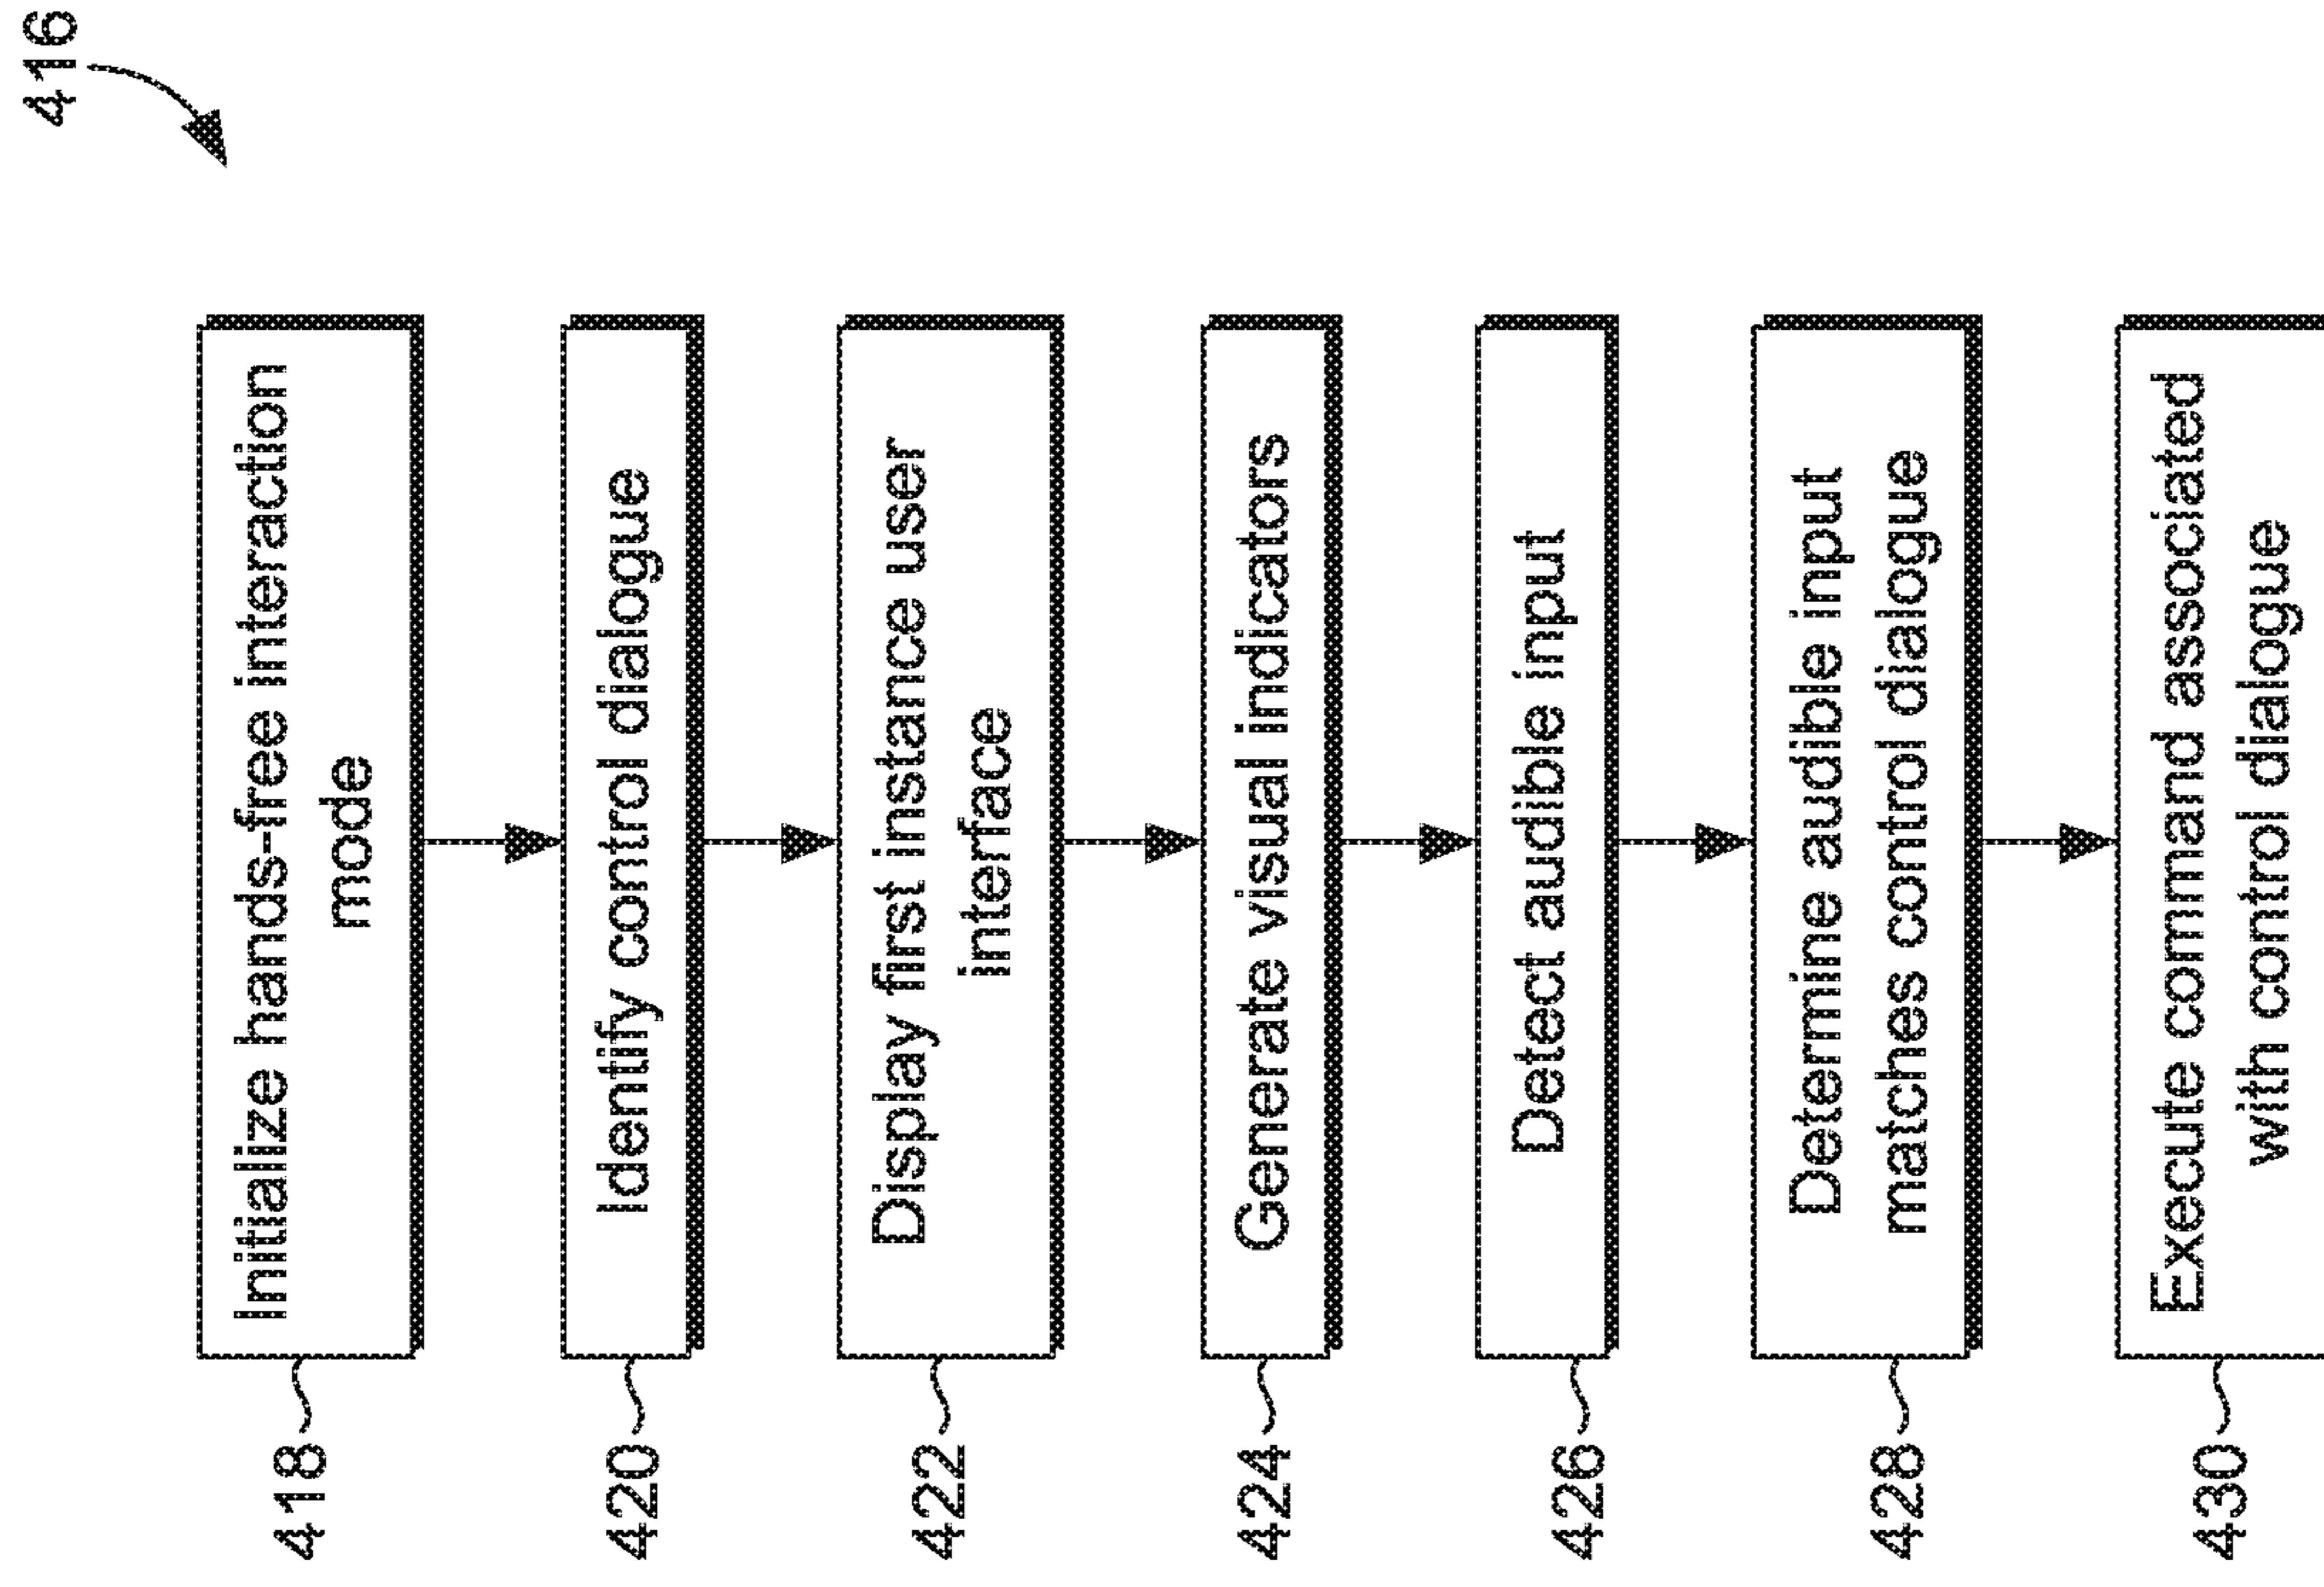 416
418
Initialize hands-free interaction
mode
420
Identify control dialogue
422
Display first instance user
interface
424
Generate visual indicators
426
Detect audible input
428
Determine audible input
matches control dialogue
430
Execute command associated
with control dialogue